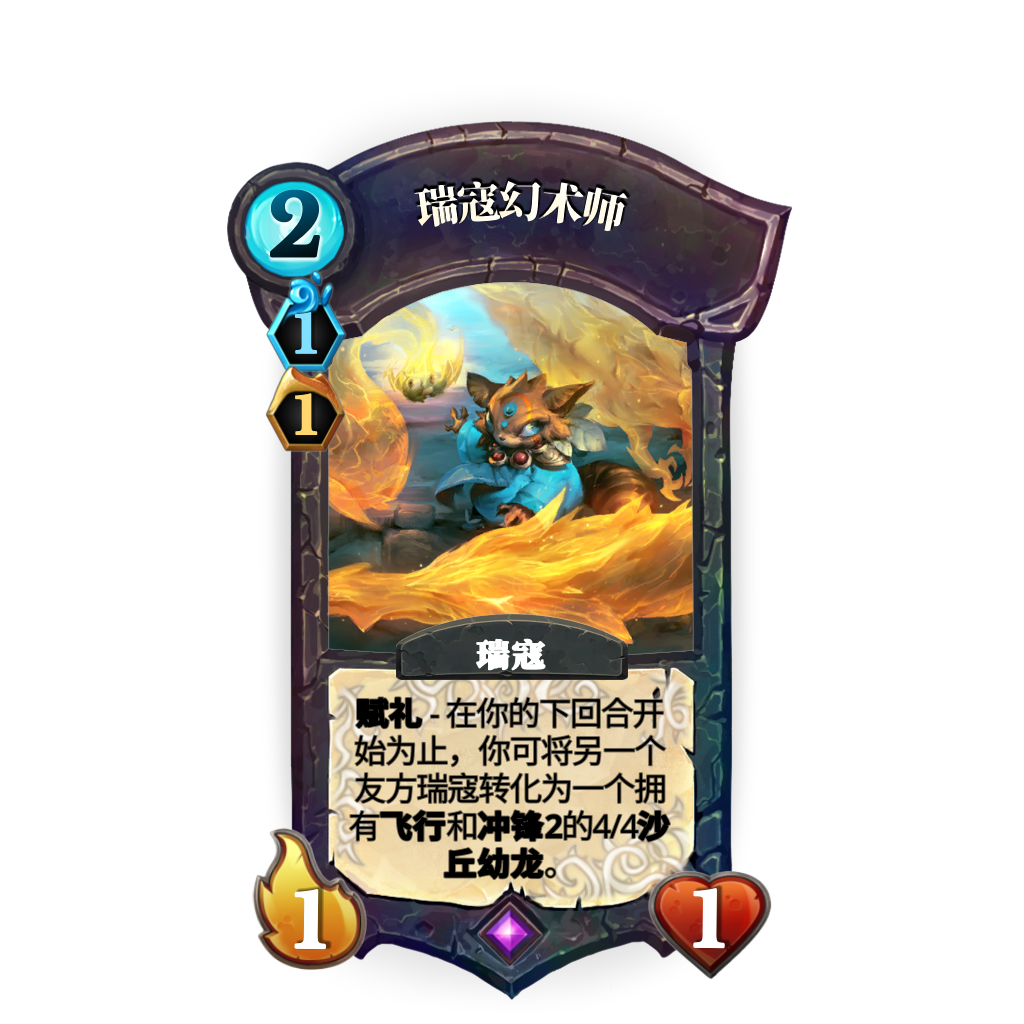 瑞寇幻术师
2
1
1
瑞寇
赋礼 - 在你的下回合开
始为止，你可将另一个
友方瑞寇转化为一个拥
有飞行和冲锋2的4/4沙
丘幼龙。
1
1